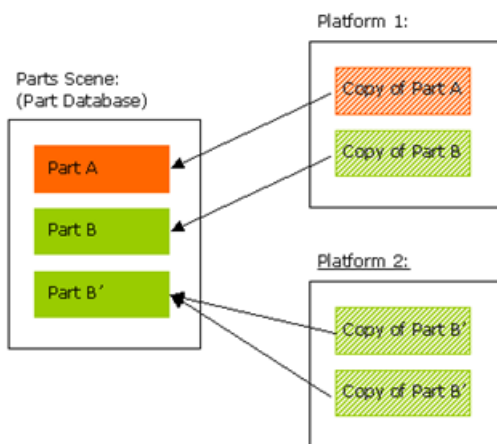 Platform 1:
Parts Scene:
(Part Database)
Copy of Part A
Copy of Part B
Part A
Part B
Part B′
Platform 2:
Copy of Part B′
Copy of Part B′